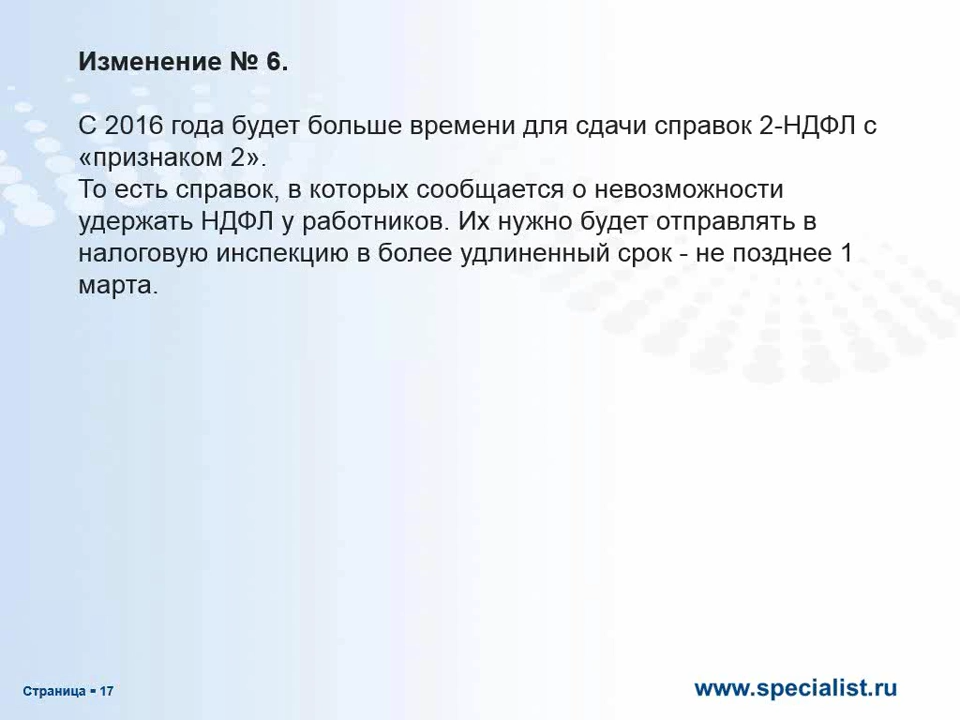 Изменение № 6.
С 2016 года будет больше времени для сдачи справок 2-НДФЛ с
«признаком 2».
То есть справок, в которых сообщается о невозможности
удержать НДФЛ у работников. Их нужно будет отправлять в
налоговую инспекцию в более удлиненный срок - не позднее 1
марта.
Страница ▪ 17
www.specialist.ru